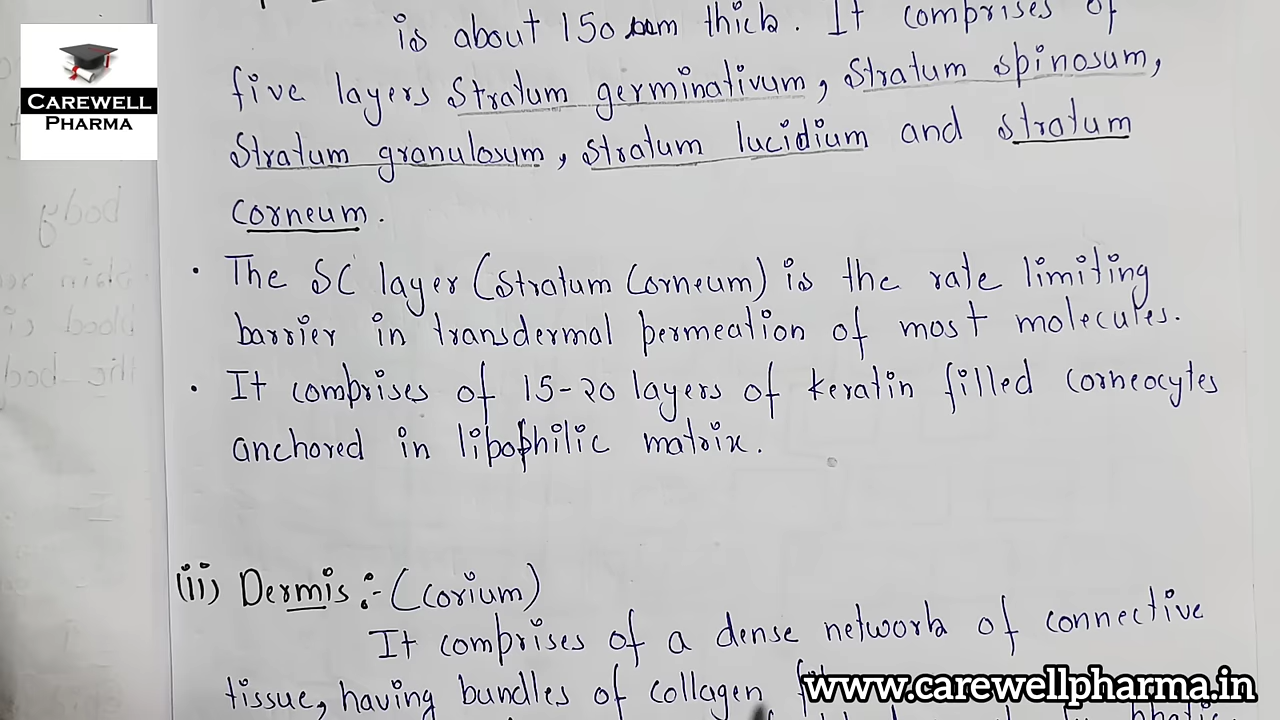 CAREWELL
PHARMA
is about 150 thick. It comprises of
five layers Stratum germinativum, Stratum spinosum,
Stratum granulosum, stratum lucidium and stratum
corneum.
· The SC layer (Stratum Corneum) is the rate limiting
barrier in transdermal permeation of most molecules.
· It comprises of 15-20 layers of keratin filled corneocytes
anchored in lipophilic matrix.
(ii) Dermis :- (corium)
It comprises of a dense network of connective
tissue, having bundles of collagen
www.carewellpharma.in
body
blood